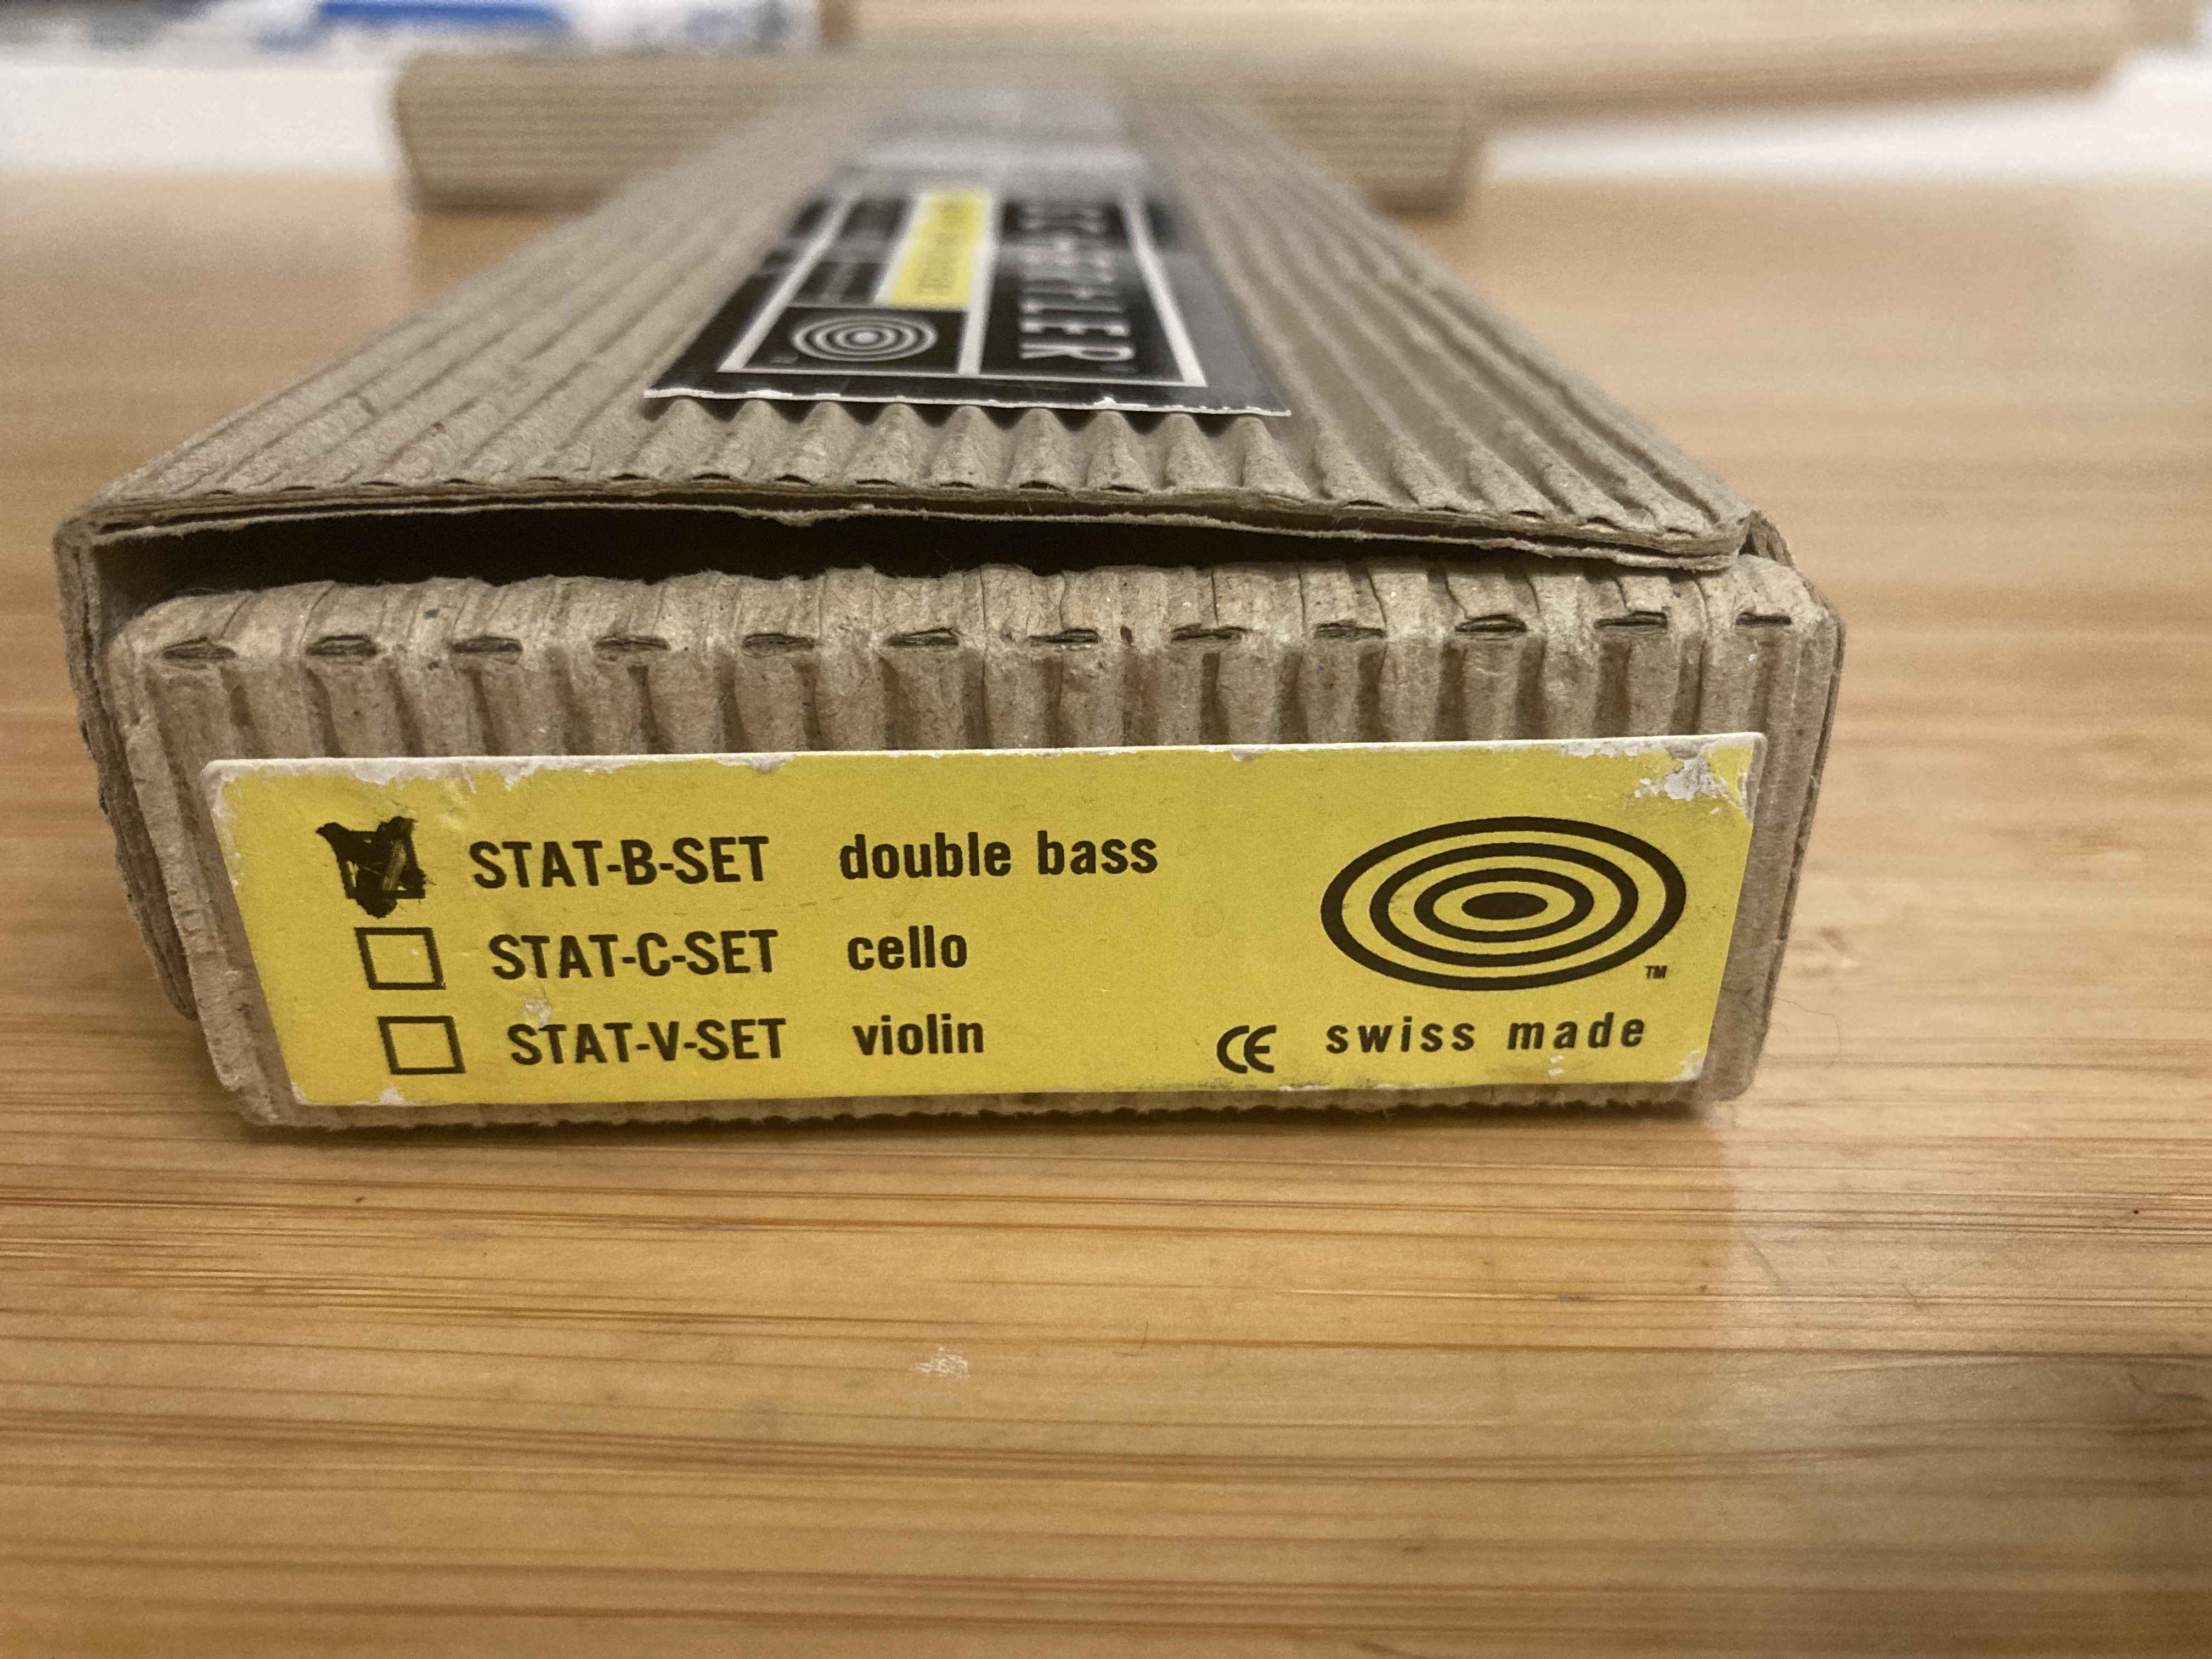 STAT-B-SET double bass
STAT-C-SET cello
STAT-V-SET violin
TM
CE swiss made